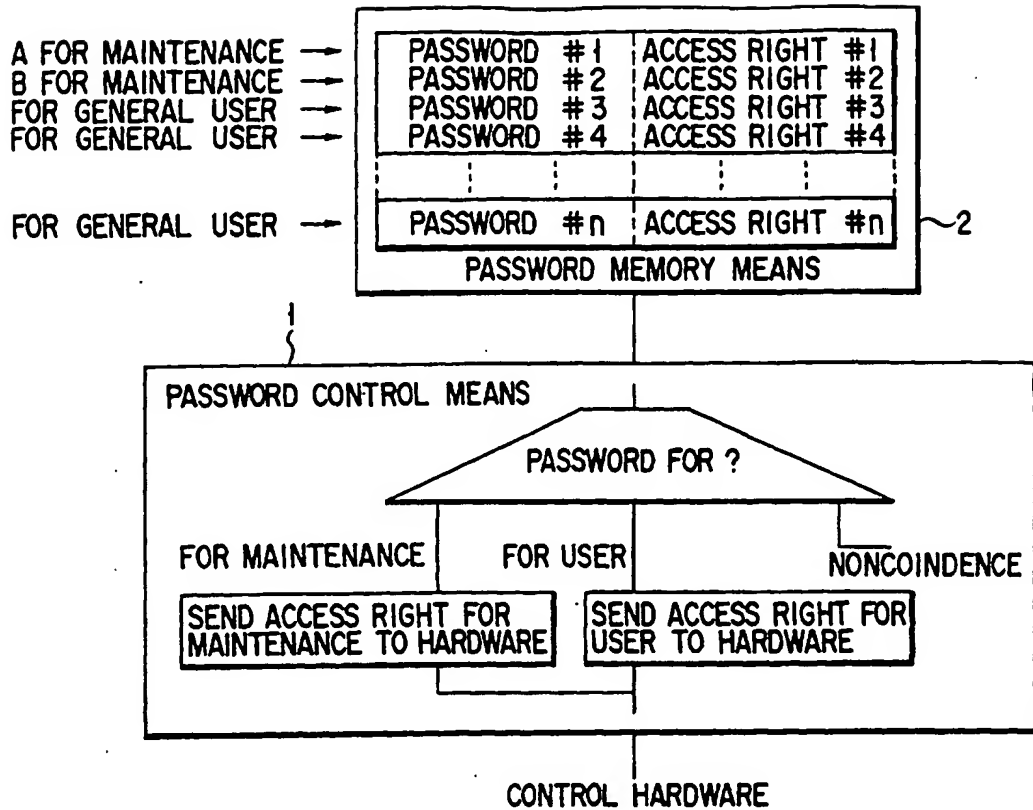 A FOR MAINTENANCE → PASSWORD #1 ACCESS RIGHT #1
B FOR MAINTENANCE → PASSWORD #2 ACCESS RIGHT #2
FOR GENERAL USER → PASSWORD #3 ACCESS RIGHT #3
FOR GENERAL USER → PASSWORD #4 ACCESS RIGHT #4
FOR GENERAL USER → PASSWORD #n ACCESS RIGHT #n
2
PASSWORD MEMORY MEANS
1
PASSWORD CONTROL MEANS
PASSWORD FOR ?
FOR MAINTENANCE
FOR USER
NONCOINDENCE
SEND ACCESS RIGHT FOR
MAINTENANCE TO HARDWARE
SEND ACCESS RIGHT FOR
USER TO HARDWARE
CONTROL HARDWARE